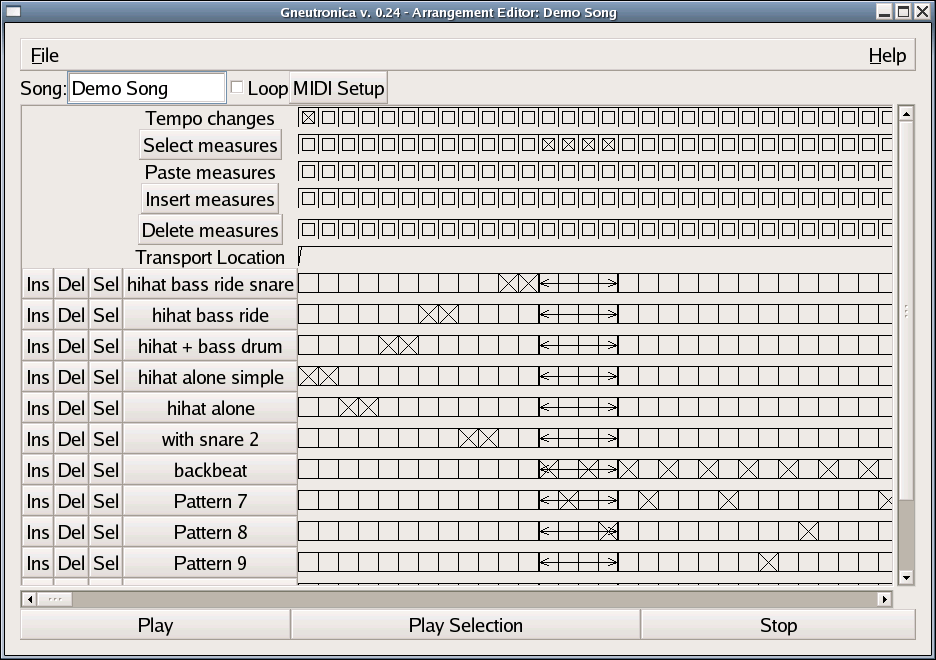 Gneutronica v. 0.24 - Arrangement Editor: Demo Song
File Help
Song: Demo Song Loop MIDI Setup
Tempo changes
Select measures
Paste measures
Insert measures
Delete measures
Transport Location
Ins Del Sel hihat bass ride snare
Ins Del Sel hihat bass ride
Ins Del Sel hihat + bass drum
Ins Del Sel hihat alone simple
Ins Del Sel hihat alone
Ins Del Sel with snare 2
Ins Del Sel backbeat
Ins Del Sel Pattern 7
Ins Del Sel Pattern 8
Ins Del Sel Pattern 9
Play Play Selection Stop